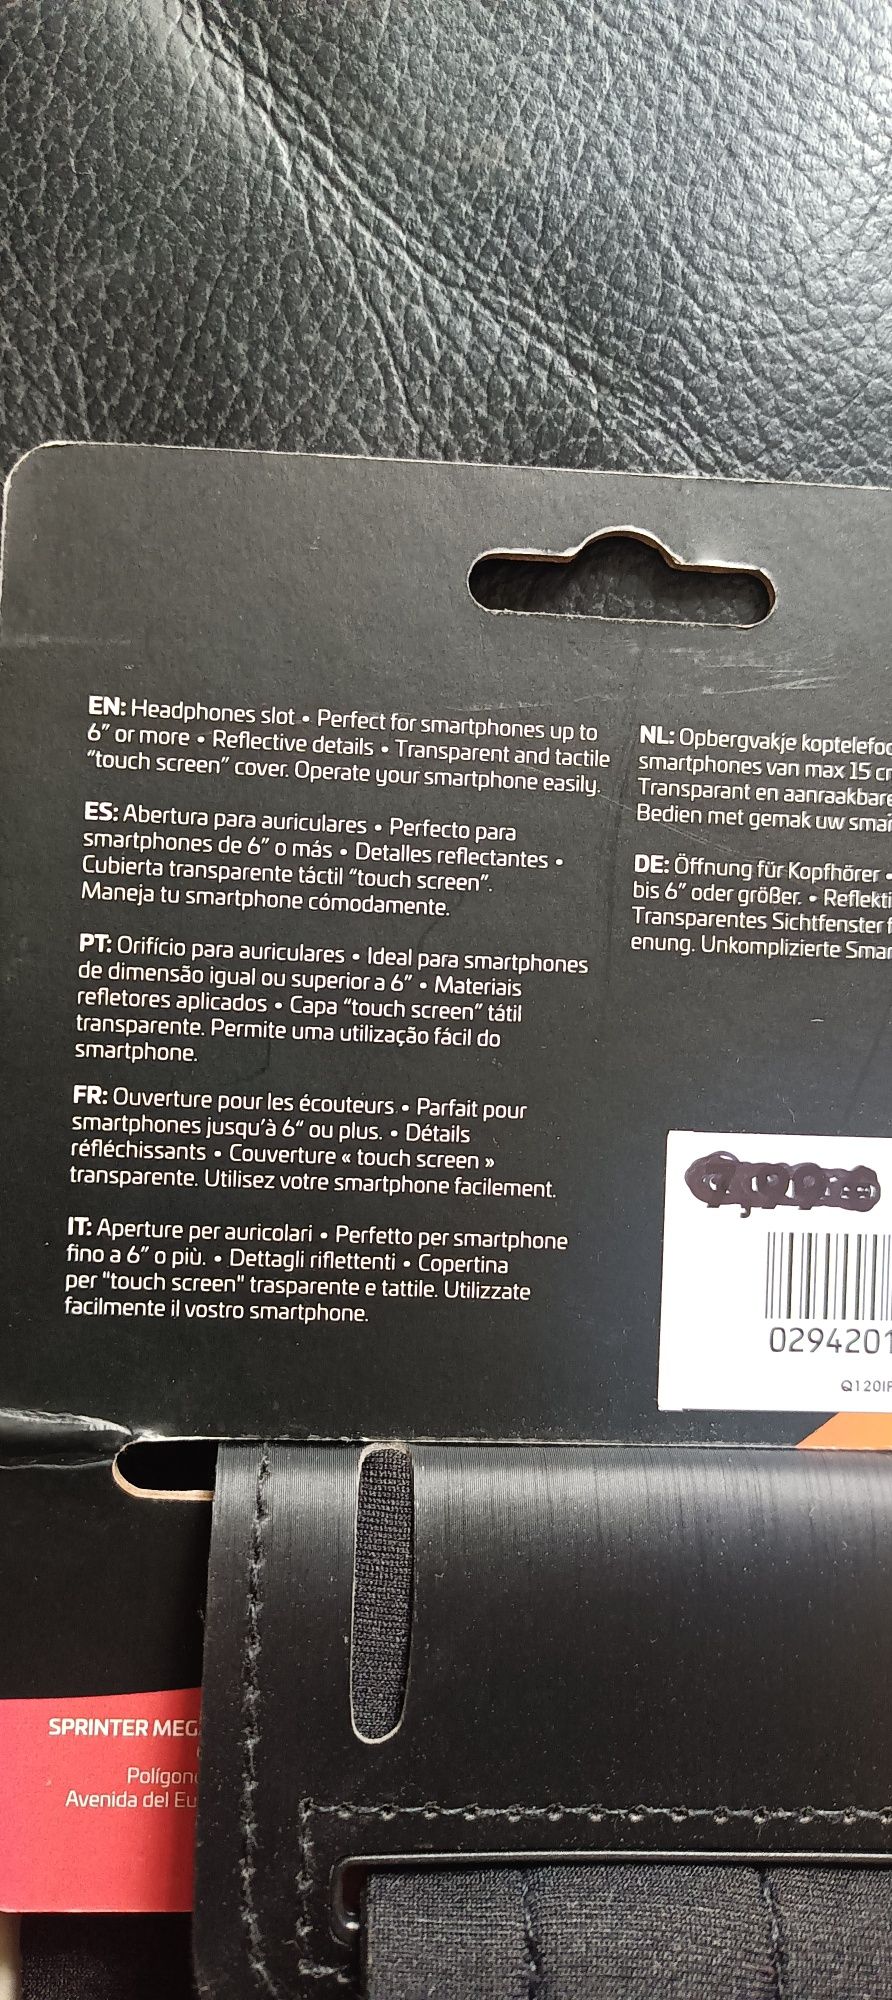 EN: Headphones slot • Perfect for smartphones up to
6" or more • Reflective details • Transparent and tactile
"touch screen" cover. Operate your smartphone easily.
ES: Abertura para auriculares • Perfecto para
smartphones de 6" o más • Detalles reflectantes •
Cubierta transparente táctil "touch screen".
Maneja tu smartphone cómodamente.
PT: Orifício para auriculares • Ideal para smartphones
de dimensão igual ou superior a 6" • Materiais
refletores aplicados • Capa "touch screen" tátil
transparente. Permite uma utilização fácil do
smartphone.
FR: Ouverture pour les écouteurs. • Parfait pour
smartphones jusqu'à 6" ou plus. • Détails
réfléchissants • Couverture « touch screen »
transparente. Utilisez votre smartphone facilement.
IT: Aperture per auricolari • Perfetto per smartphone
fino a 6" o più. • Dettagli riflettenti • Copertina
per "touch screen" trasparente e tattile. Utilizzate
facilmente il vostro smartphone.
NL: Opbergvakje koptelefoo
smartphones van max 15 cr
Transparant en aanraakbare
Bedien met gemak uw smar
DE: Öffnung für Kopfhörer •
bis 6" oder größer. • Reflekti
Transparentes Sichtfenster f
enung. Unkomplizierte Smar
0294201
Q120IF
SPRINTER MEG
Polígon
Avenida del Eu